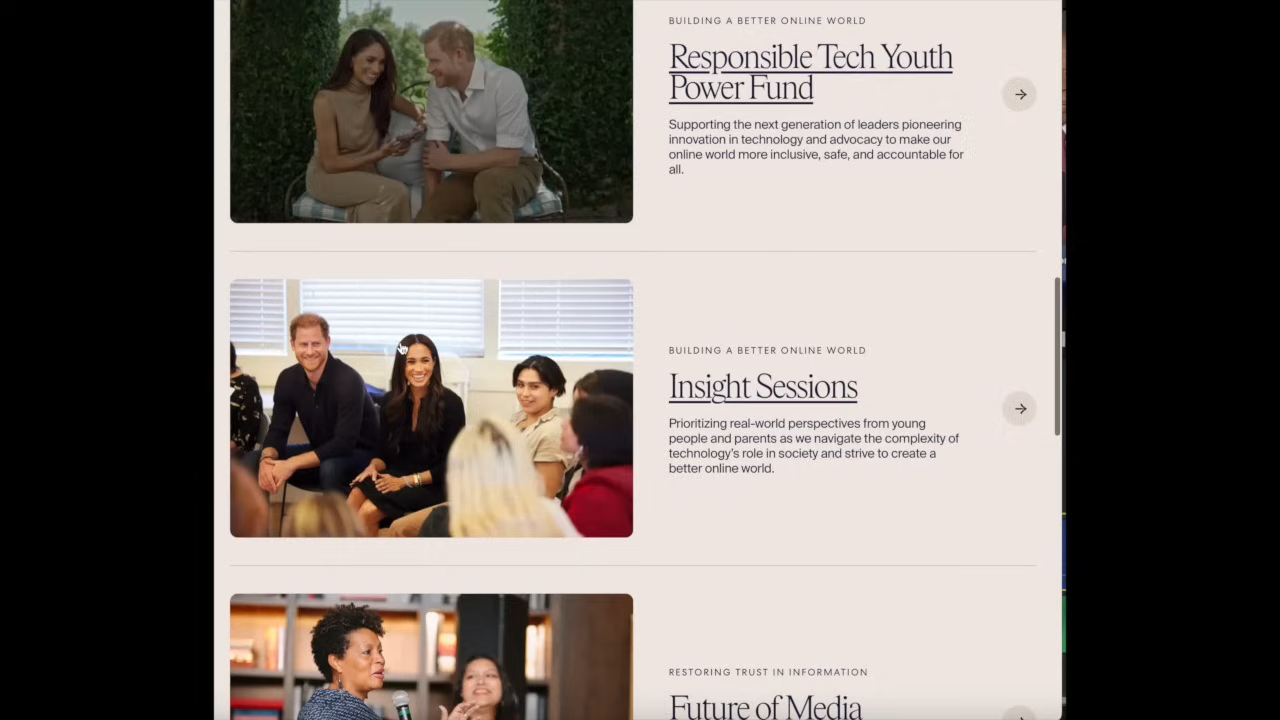 BUILDING A BETTER ONLINE WORLD
Responsible Tech Youth
Power Fund
Supporting the next generation of leaders pioneering
innovation in technology and advocacy to make our
online world more inclusive, safe, and accountable for
all.
BUILDING A BETTER ONLINE WORLD
Insight Sessions
Prioritizing real-world perspectives from young
people and parents as we navigate the complexity of
technology's role in society and strive to create a
better online world.
RESTORING TRUST IN INFORMATION
Future of Media